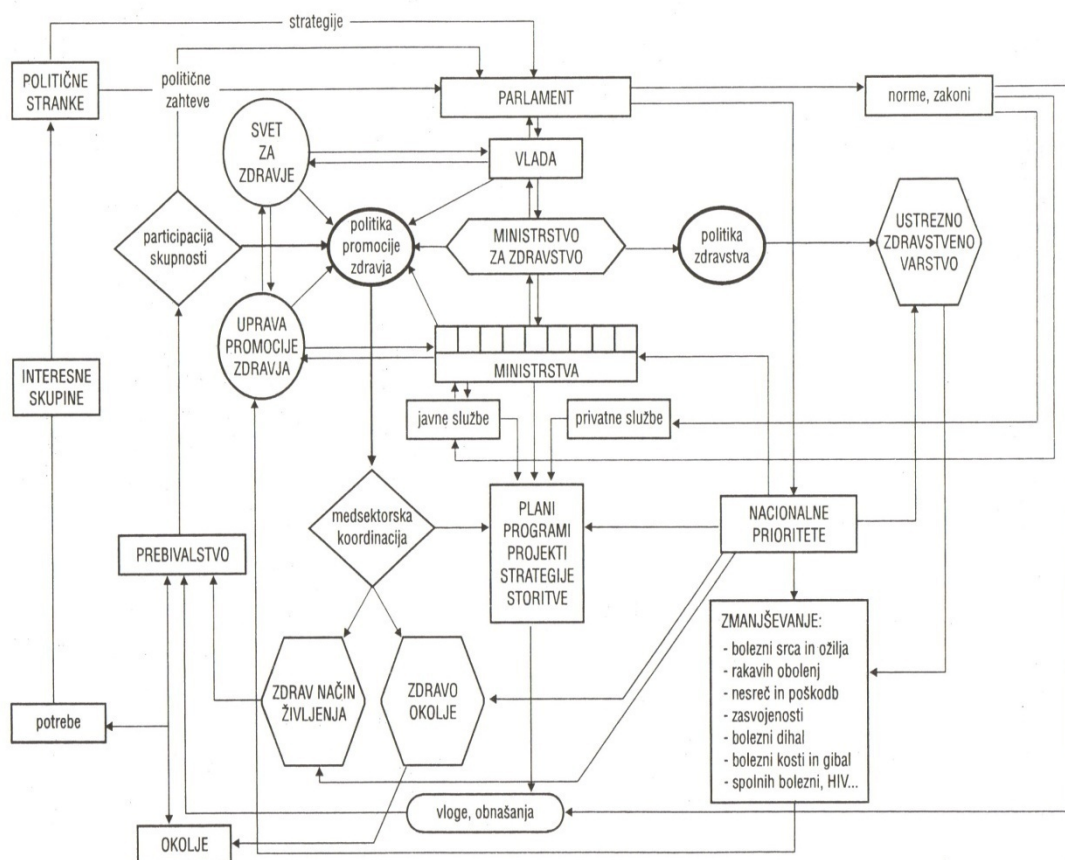 strategije
POLITIČNE
STRANKE
politične
zahteve
PARLAMENT
norme, zakoni
SVET
ZA
ZDRAVJE
VLADA
participacija
skupnosti
politika
promocije
zdravja
MINISTRSTVO
ZA ZDRAVSTVO
politika
zdravstva
USTREZNO
ZDRAVSTVENO
VARSTVO
UPRAVA
PROMOCIJE
ZDRAVJA
MINISTRSTVA
INTERESNE
SKUPINE
javne službe
privatne službe
medsektorska
koordinacija
PLANI
PROGRAMI
PROJEKTI
STRATEGIJE
STORITVE
NACIONALNE
PRIORITETE
PREBIVALSTVO
ZDRAV NAČIN
ŽIVLJENJA
ZDRAVO
OKOLJE
ZMANJŠEVANJE:
- bolezni srca in ožilja
- rakavih obolenj
- nesreč in poškodb
- zasvojenosti
- bolezni dihal
- bolezni kosti in gibal
- spolnih bolezni, HIV...
potrebe
vloge, obnašanja
OKOLJE